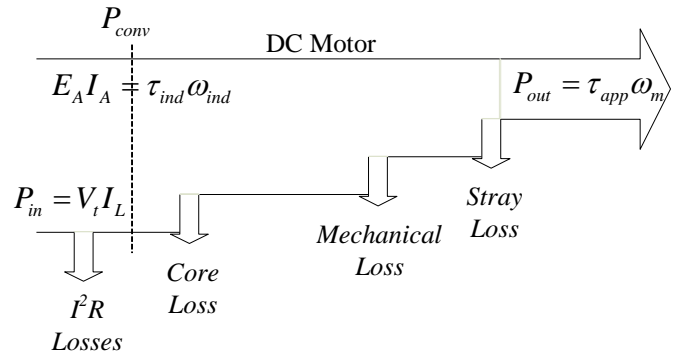 P_conv
DC Motor
E_A I_A = τ_ind ω_ind
P_out = τ_app ω_m
P_in = V_t I_L
Stray
Loss
Mechanical
Loss
Core
Loss
I²R
Losses